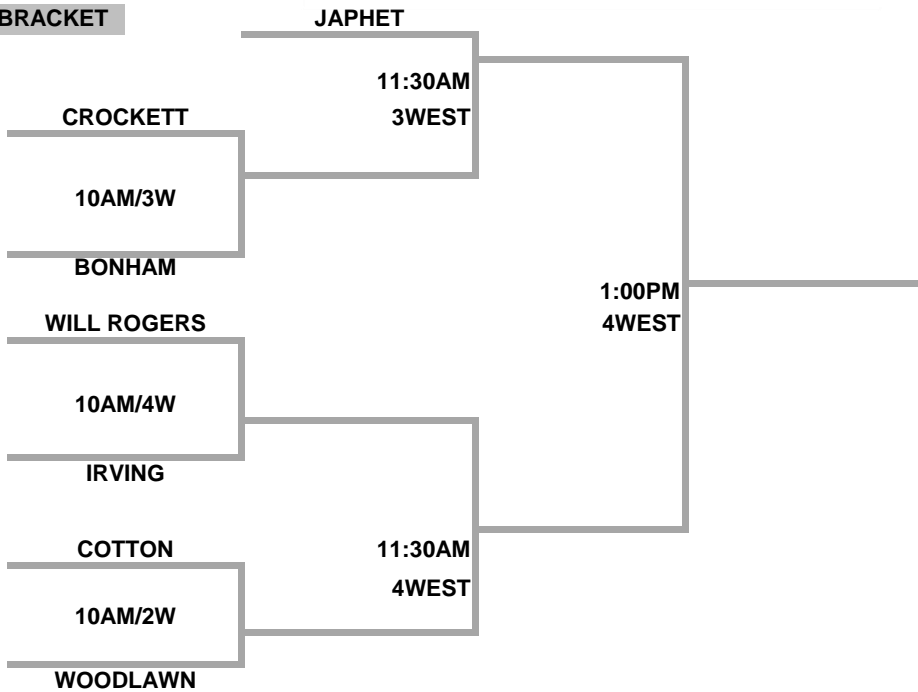 BRACKET
JAPHET
11:30AM
3WEST
CROCKETT
10AM/3W
BONHAM
1:00PM
4WEST
WILL ROGERS
10AM/4W
IRVING
COTTON
11:30AM
4WEST
10AM/2W
WOODLAWN